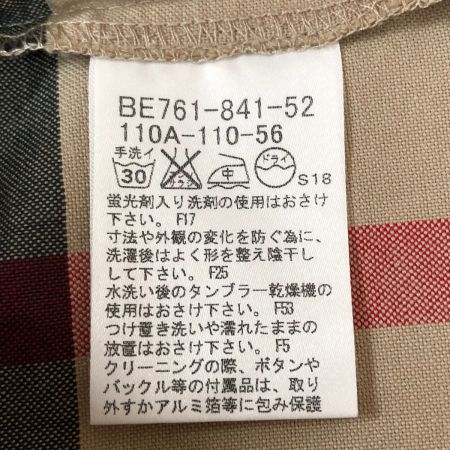 BE761-841-52
110A-110-56
手洗イ
30
エンソ
サラシ
中
ドライ
S18
蛍光剤入り洗剤の使用はおさけ
下さい。 F17
寸法や外観の変化を防ぐ為に、
洗濯後はよく形を整え陰干し
して下さい。 F25
水洗い後のタンブラー乾燥機の
使用はおさけ下さい。 F53
つけ置き洗いや濡れたままの
放置はおさけ下さい。 F5
クリーニングの際、ボタンや
バックル等の付属品は、取り
外すかアルミ箔等に包み保護